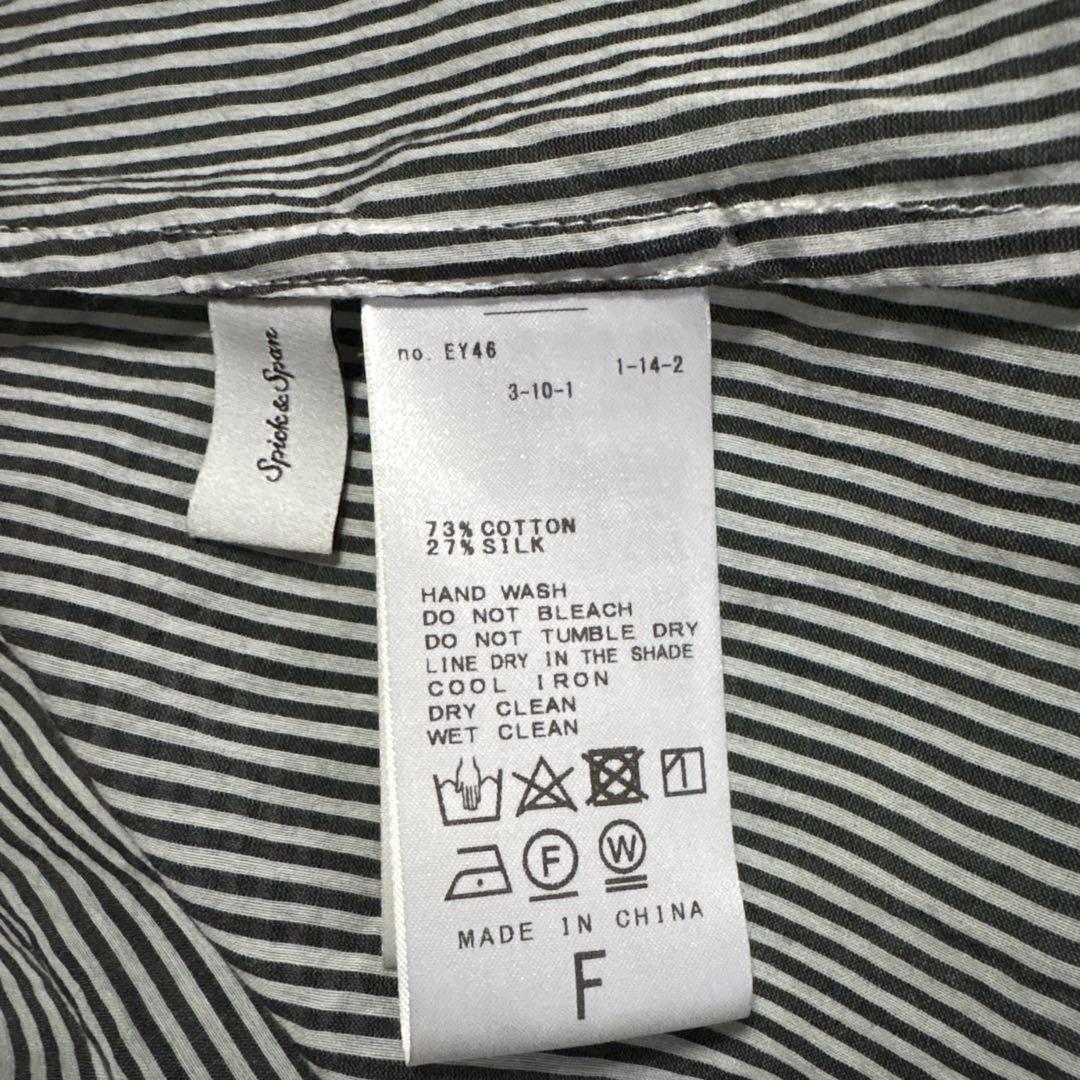 Spick & Span
no. EY46
1-14-2
3-10-1
73% COTTON
27% SILK
HAND WASH
DO NOT BLEACH
DO NOT TUMBLE DRY
LINE DRY IN THE SHADE
COOL IRON
DRY CLEAN
WET CLEAN
F W
MADE IN CHINA
F